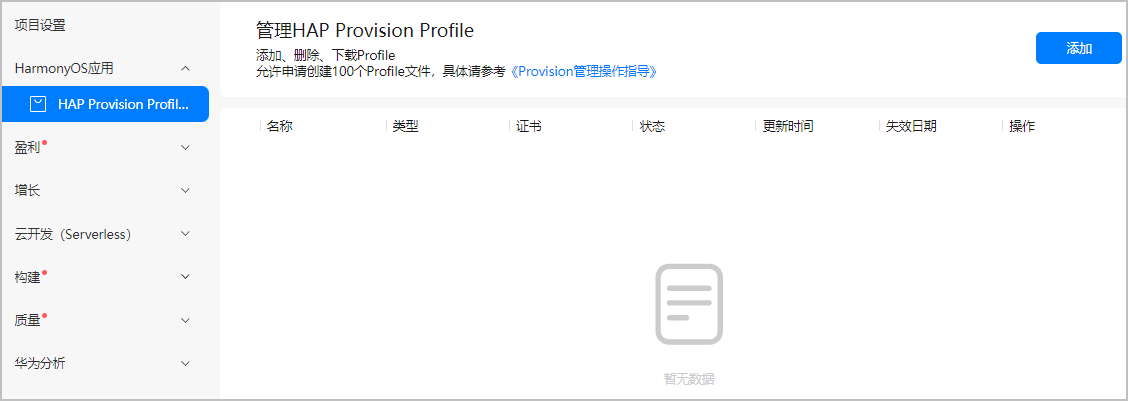 项目设置
HarmonyOS应用
HAP Provision Profil...
盈利
增长
云开发（Serverless）
构建
质量
华为分析
管理HAP Provision Profile
添加、删除、下载Profile
允许申请创建100个Profile文件，具体请参考《Provision管理操作指导》
添加
名称 类型 证书 状态 更新时间 失效日期 操作
暂无数据